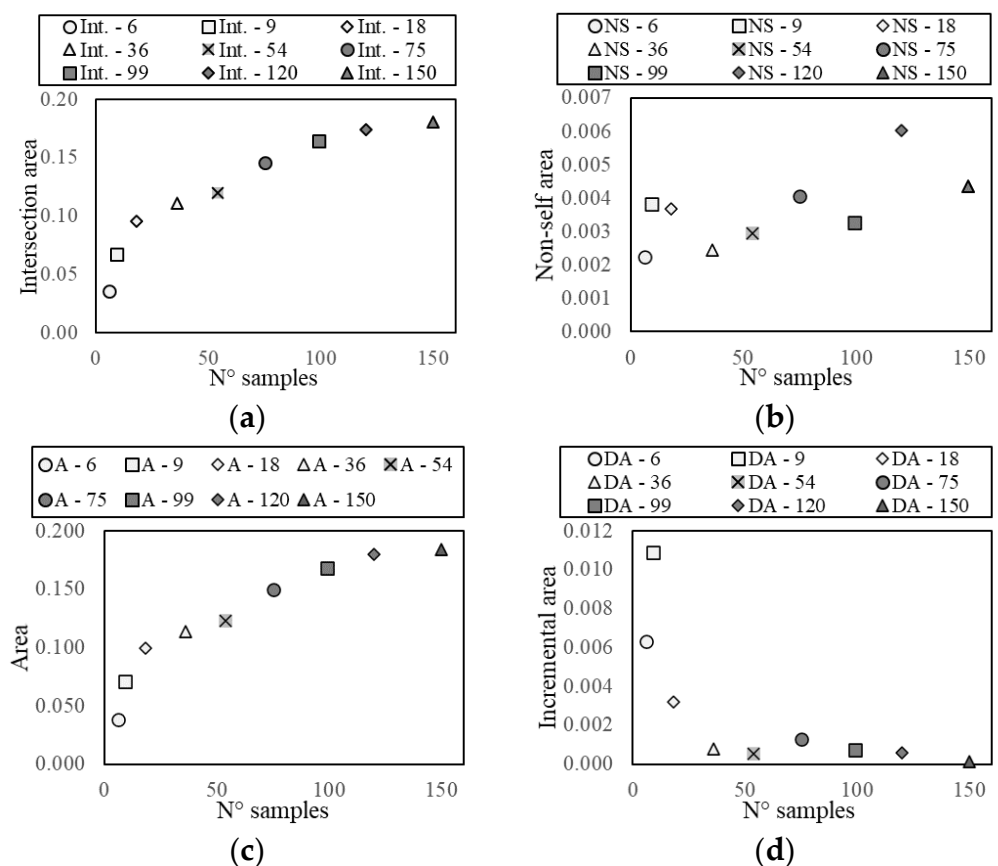 Int. - 6 Int. - 9 Int. - 18
Int. - 36 Int. - 54 Int. - 75
Int. - 99 Int. - 120 Int. - 150
0.20
0.15
0.10
0.05
0.00
Intersection area
0 50 100 150
N° samples
(a)
NS - 6 NS - 9 NS - 18
NS - 36 NS - 54 NS - 75
NS - 99 NS - 120 NS - 150
0.007
0.006
0.005
0.004
0.003
0.002
0.001
0.000
Non-self area
0 50 100 150
N° samples
(b)
A - 6 A - 9 A - 18 A - 36 A - 54
A - 75 A - 99 A - 120 A - 150
0.200
0.150
0.100
0.050
0.000
Area
0 50 100 150
N° samples
(c)
DA - 6 DA - 9 DA - 18
DA - 36 DA - 54 DA - 75
DA - 99 DA - 120 DA - 150
0.012
0.010
0.008
0.006
0.004
0.002
0.000
Incremental area
0 50 100 150
N° samples
(d)